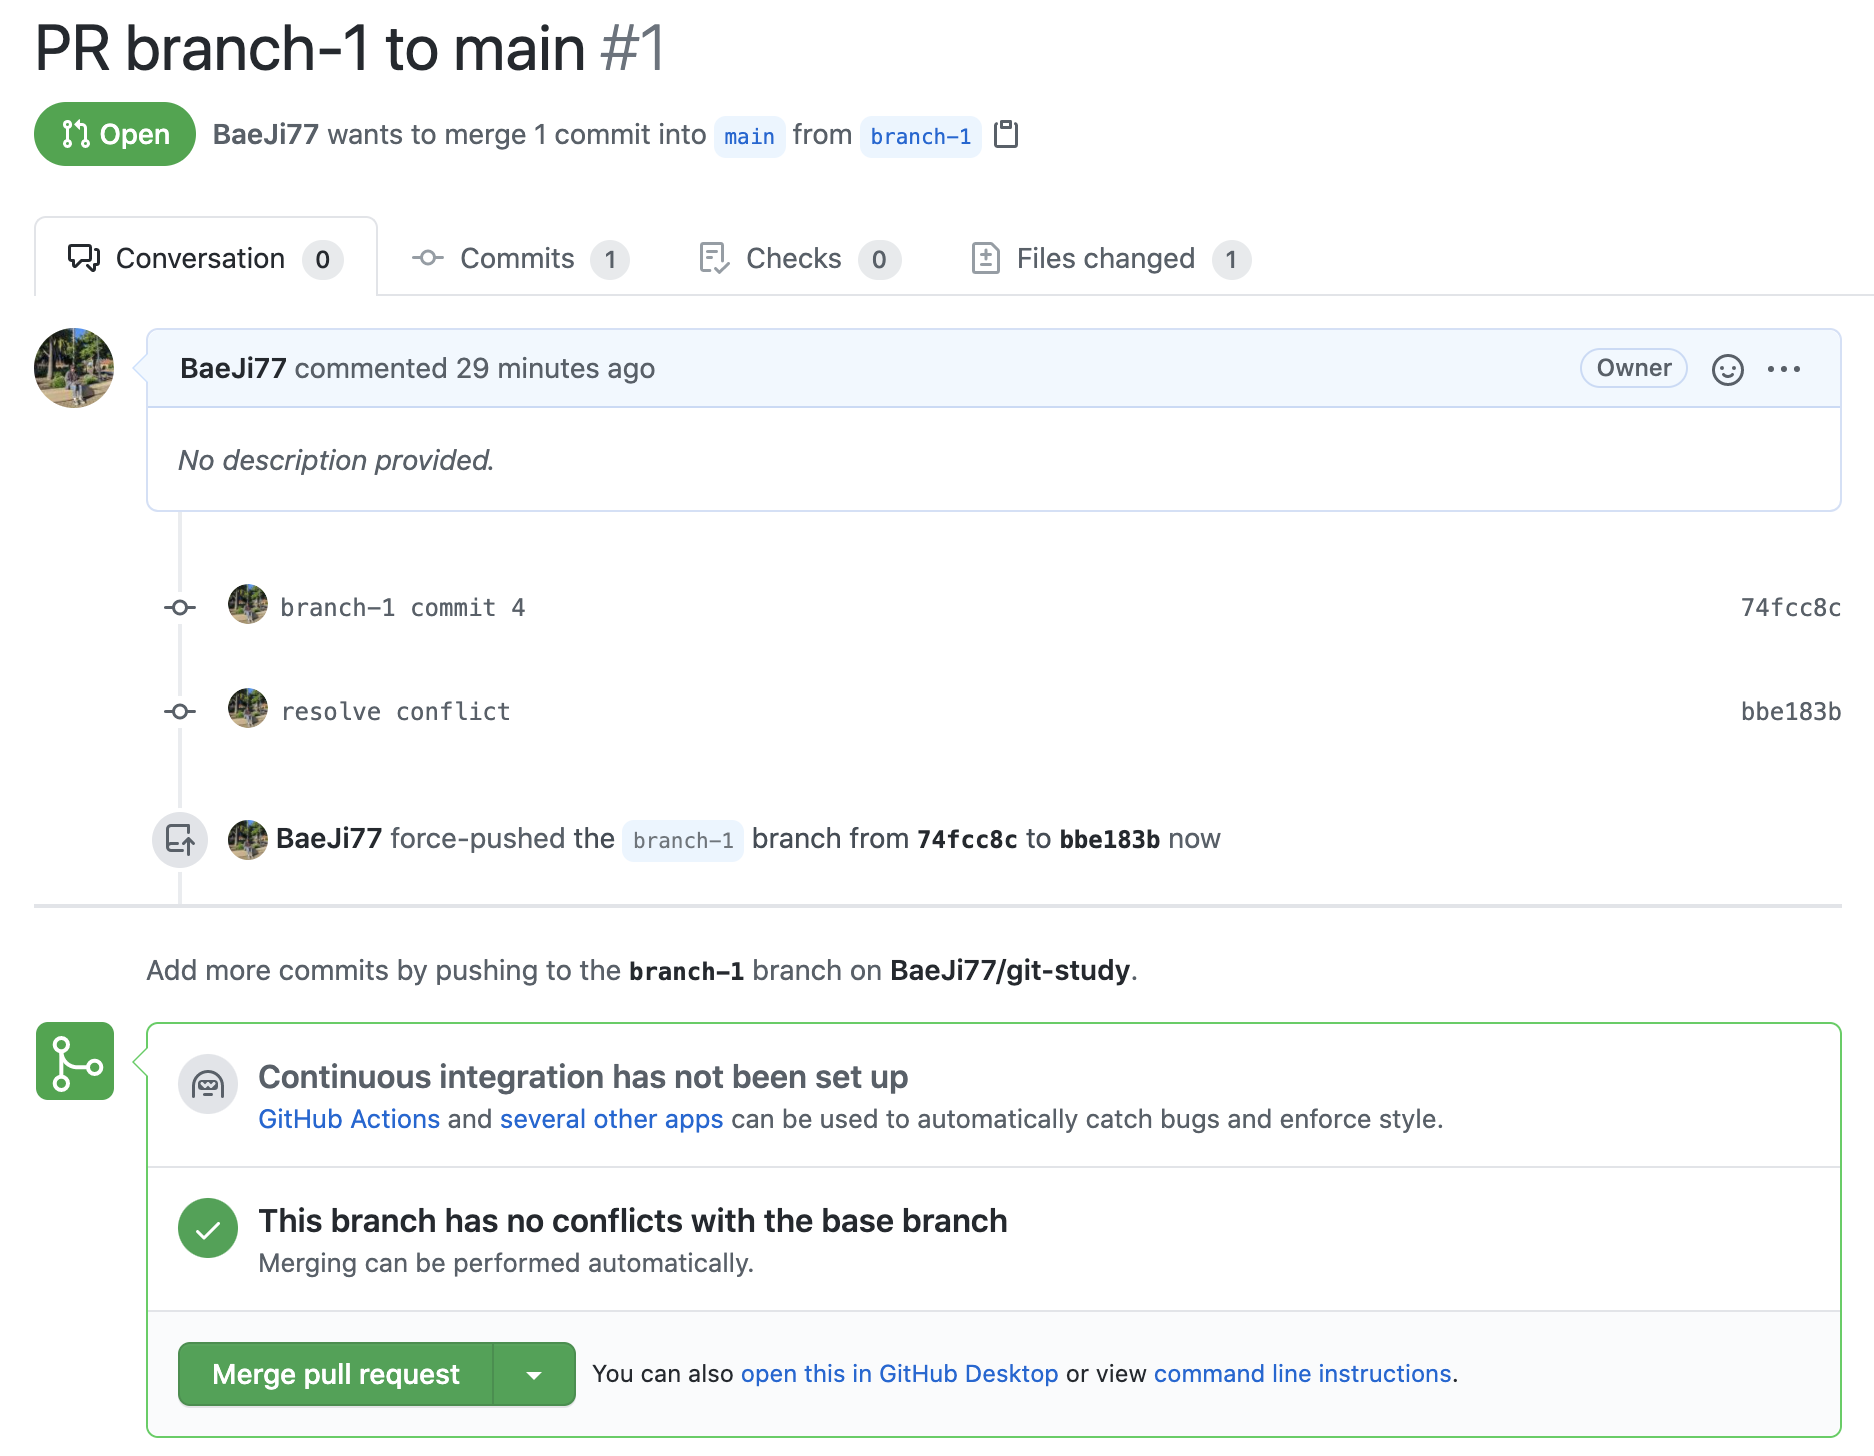 PR branch-1 to main #1
Open BaeJi77 wants to merge 1 commit into main from branch-1
Conversation 0 Commits 1 Checks 0 Files changed 1
BaeJi77 commented 29 minutes ago Owner
No description provided.
branch-1 commit 4 74fcc8c
resolve conflict bbe183b
BaeJi77 force-pushed the branch-1 branch from 74fcc8c to bbe183b now
Add more commits by pushing to the branch-1 branch on BaeJi77/git-study.
Continuous integration has not been set up
GitHub Actions and several other apps can be used to automatically catch bugs and enforce style.
This branch has no conflicts with the base branch
Merging can be performed automatically.
Merge pull request You can also open this in GitHub Desktop or view command line instructions.